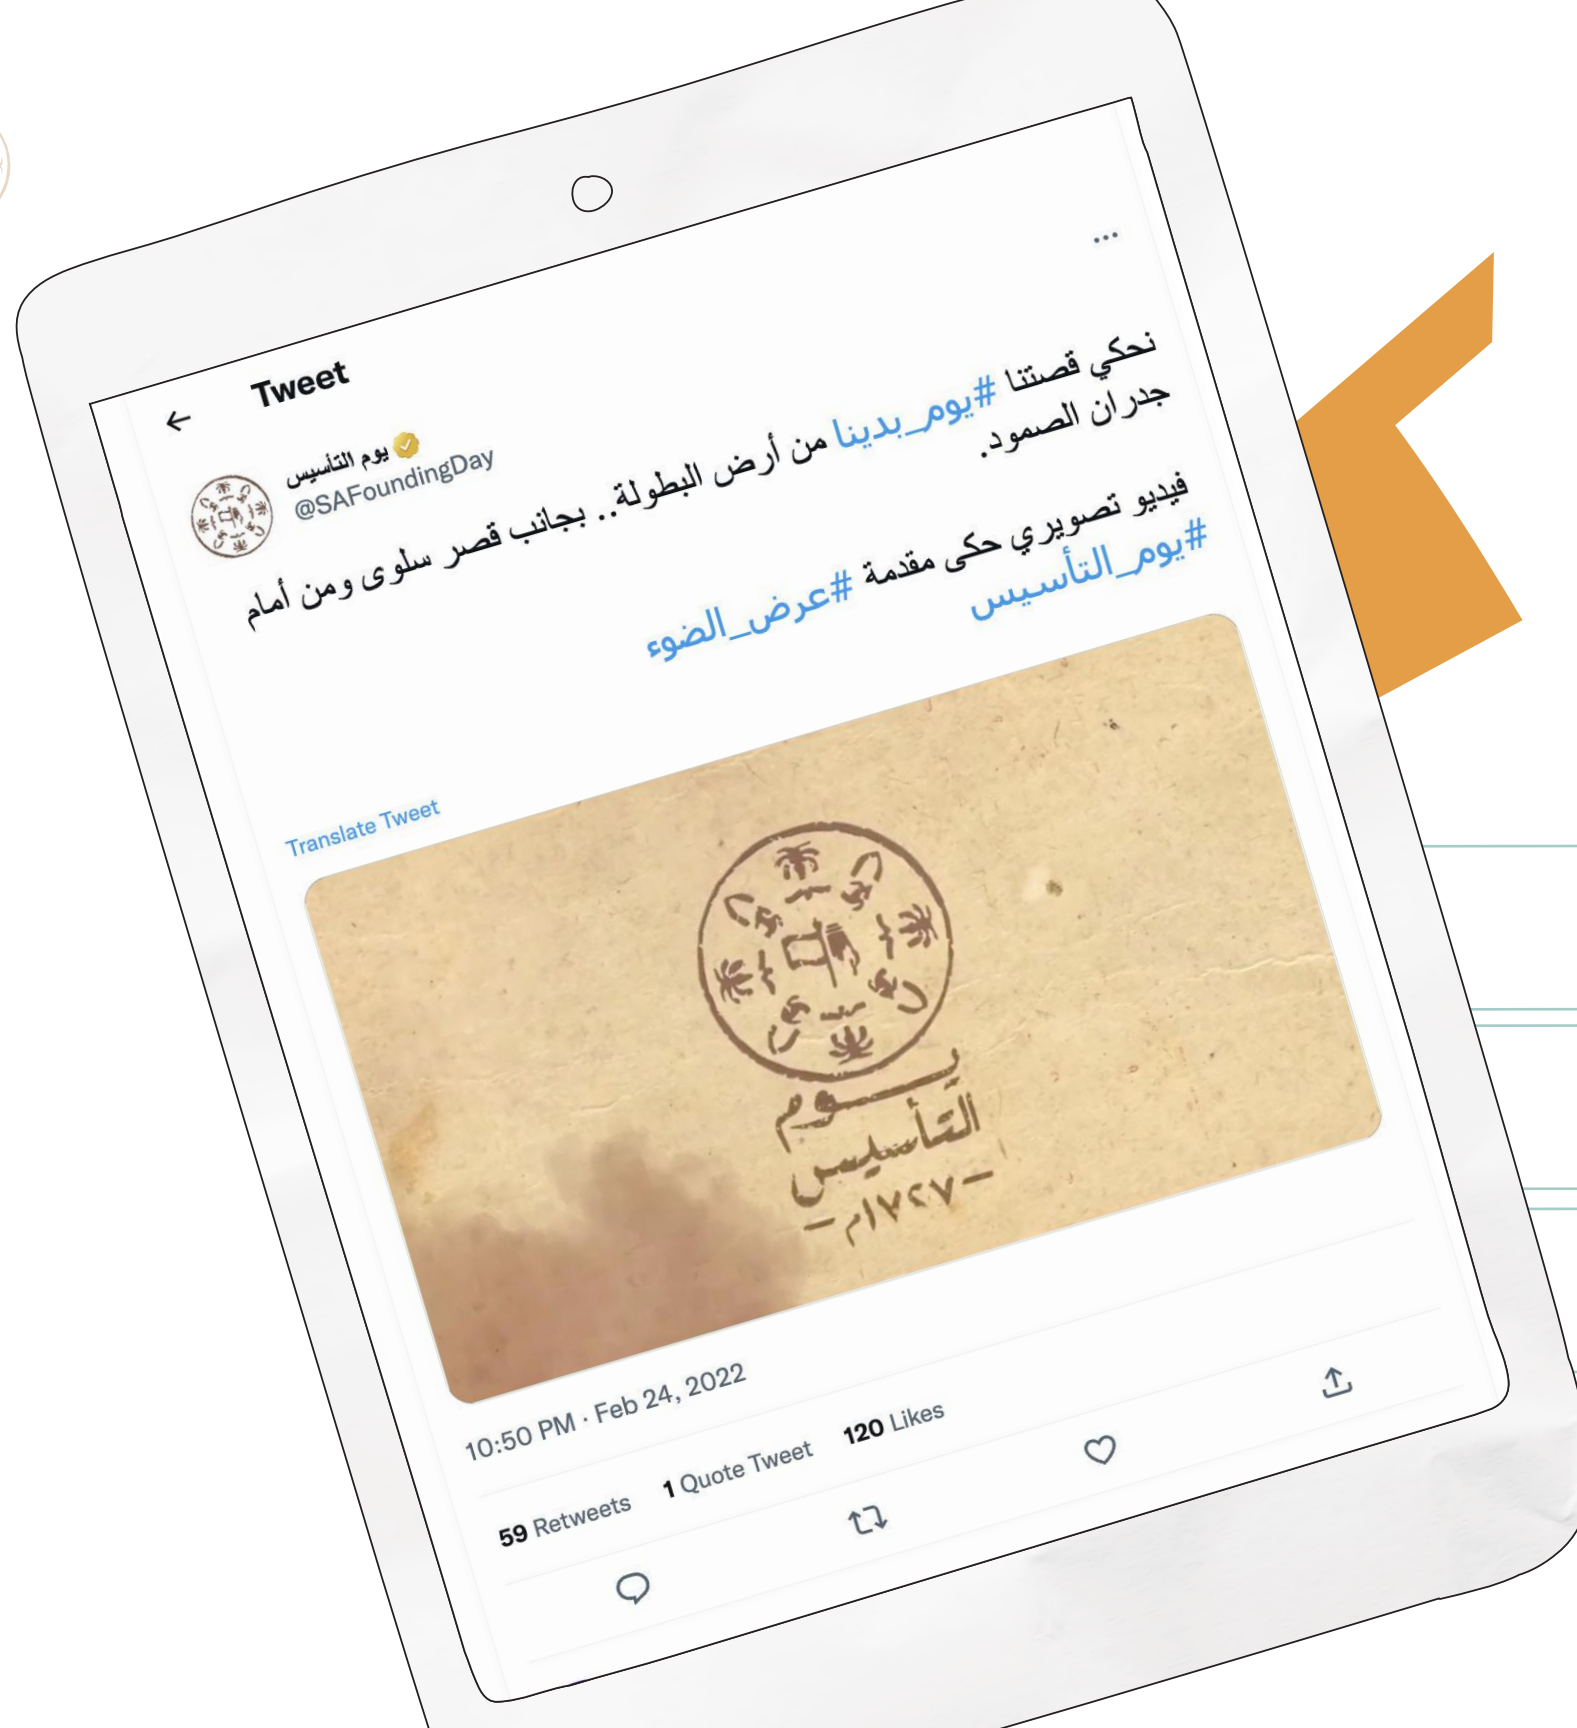 Tweet
يوم التأسيس
@SAFoundingDay
نحكي قصتنا #يوم_بدينا من أرض البطولة.. بجانب قصر سلوى ومن أمام
جدران الصمود.
فيديو تصويري حكى مقدمة #عرض_الضوء
#يوم_التأسيس
Translate Tweet
يـــوم
التأسيس
-١٧٢٧م-
10:50 PM · Feb 24, 2022
59 Retweets 1 Quote Tweet 120 Likes